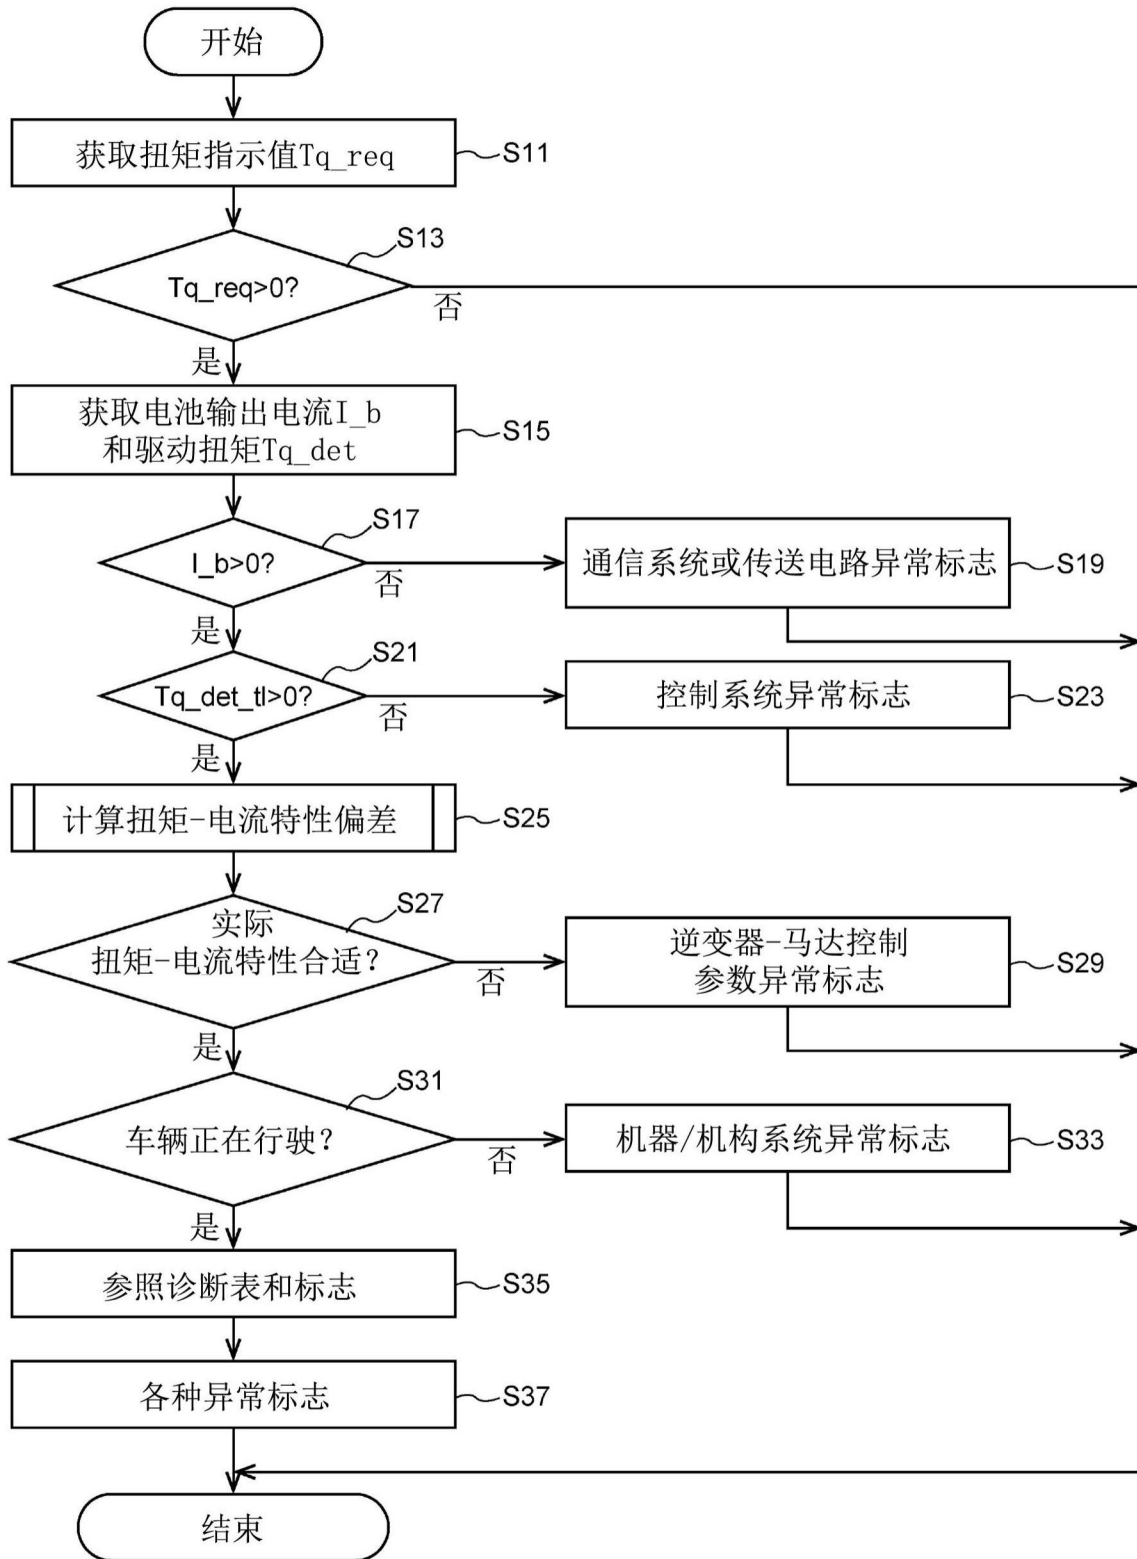 开始
获取扭矩指示值Tq_req
S11
S13
Tq_req>0?
否
是
获取电池输出电流I_b
和驱动扭矩Tq_det
S15
S17
I_b>0?
否
通信系统或传送电路异常标志
S19
是
S21
Tq_det_tl>0?
否
控制系统异常标志
S23
是
计算扭矩-电流特性偏差
S25
S27
实际
扭矩-电流特性合适?
否
逆变器-马达控制
参数异常标志
S29
是
S31
车辆正在行驶?
否
机器/机构系统异常标志
S33
是
参照诊断表和标志
S35
各种异常标志
S37
结束